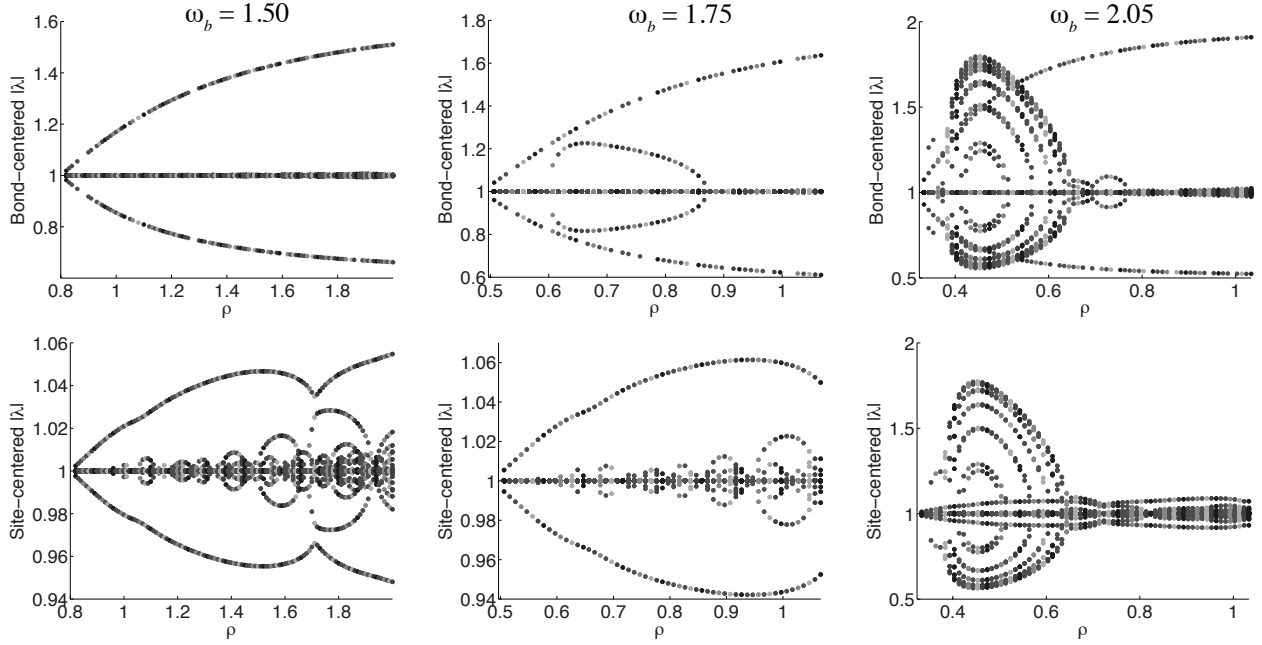 ω_b = 1.50
ω_b = 1.75
ω_b = 2.05
Bond−centered |λ|
1.6
1.4
1.2
1
0.8
0.8 1 1.2 1.4 1.6 1.8
ρ
Bond−centered |λ|
1.8
1.6
1.4
1.2
1
0.8
0.6
0.5 0.6 0.7 0.8 0.9 1
ρ
Bond−centered |λ|
2
1.5
1
0.5
0.4 0.6 0.8 1
ρ
Site−centered |λ|
1.06
1.04
1.02
1
0.98
0.96
0.94
0.8 1 1.2 1.4 1.6 1.8
ρ
Site−centered |λ|
1.06
1.04
1.02
1
0.98
0.96
0.94
0.5 0.6 0.7 0.8 0.9 1
ρ
Site−centered |λ|
2
1.5
1
0.5
0.4 0.6 0.8 1
ρ